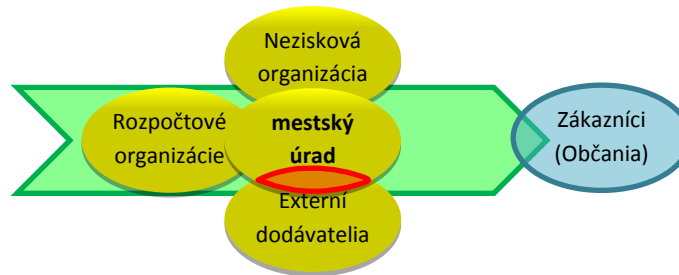 Nezisková
organizácia
Rozpočtové
organizácie
mestský
úrad
Externí
dodávatelia
Zákazníci
(Občania)